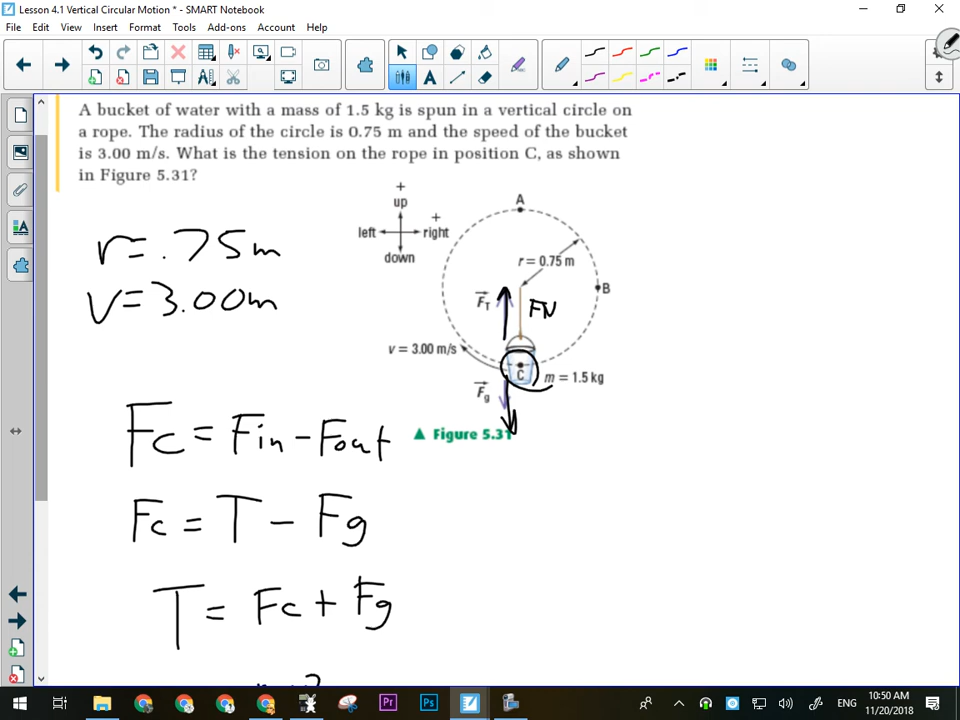 Lesson 4.1 Vertical Circular Motion * - SMART Notebook
File Edit View Insert Format Tools Add-ons Account Help
A bucket of water with a mass of 1.5 kg is spun in a vertical circle on
a rope. The radius of the circle is 0.75 m and the speed of the bucket
is 3.00 m/s. What is the tension on the rope in position C, as shown
in Figure 5.31?
+
up
+
left right
down
A
r = 0.75 m
B
r = .75m
V = 3.00m
F_T
FN
v = 3.00 m/s
C
m = 1.5 kg
F_g
▲ Figure 5.31
Fc = Fin - Fout
Fc = T - Fg
T = Fc + Fg
ENG
10:50 AM
11/20/2018